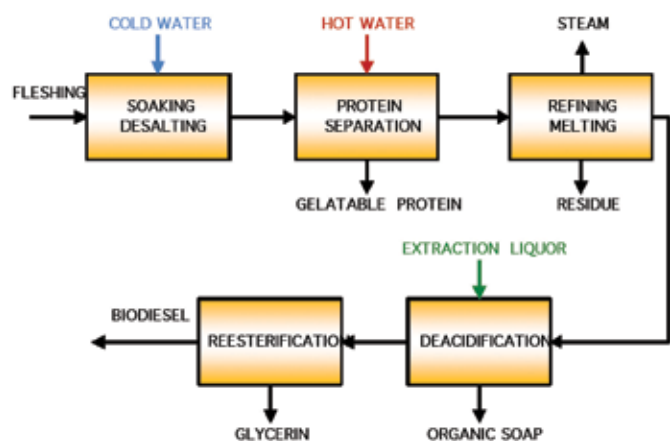 COLD WATER
HOT WATER
STEAM
FLESHING
SOAKING
DESALTING
PROTEIN
SEPARATION
REFINING
MELTING
GELATABLE PROTEIN
RESIDUE
EXTRACTION LIQUOR
BIODIESEL
REESTERIFICATIO
DEACIDIFICATION
GLYCERIN
ORGANIC SOAP